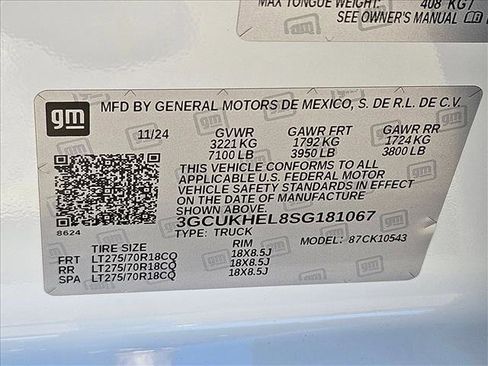 MAX TONGUE WEIGHT: 408 KG /
SEE OWNER'S MANUAL
gm
MFD BY GENERAL MOTORS DE MEXICO, S. DE R.L. DE C.V.
11/24 GVWR GAWR FRT GAWR RR
3221 KG 1792 KG 1724 KG
7100 LB 3950 LB 3800 LB
THIS VEHICLE CONFORMS TO ALL
APPLICABLE U.S. FEDERAL MOTOR
VEHICLE SAFETY STANDARDS IN EFFECT
ON THE DATE OF MANUFACTURE
SHOWN ABOVE.
3GCUKHEL8SG181067
8624 TYPE: TRUCK MODEL: 87CK10543
TIRE SIZE RIM
FRT LT275/70R18CQ 18X8.5J
RR LT275/70R18CQ 18X8.5J
SPA LT275/70R18CQ 18X8.5J